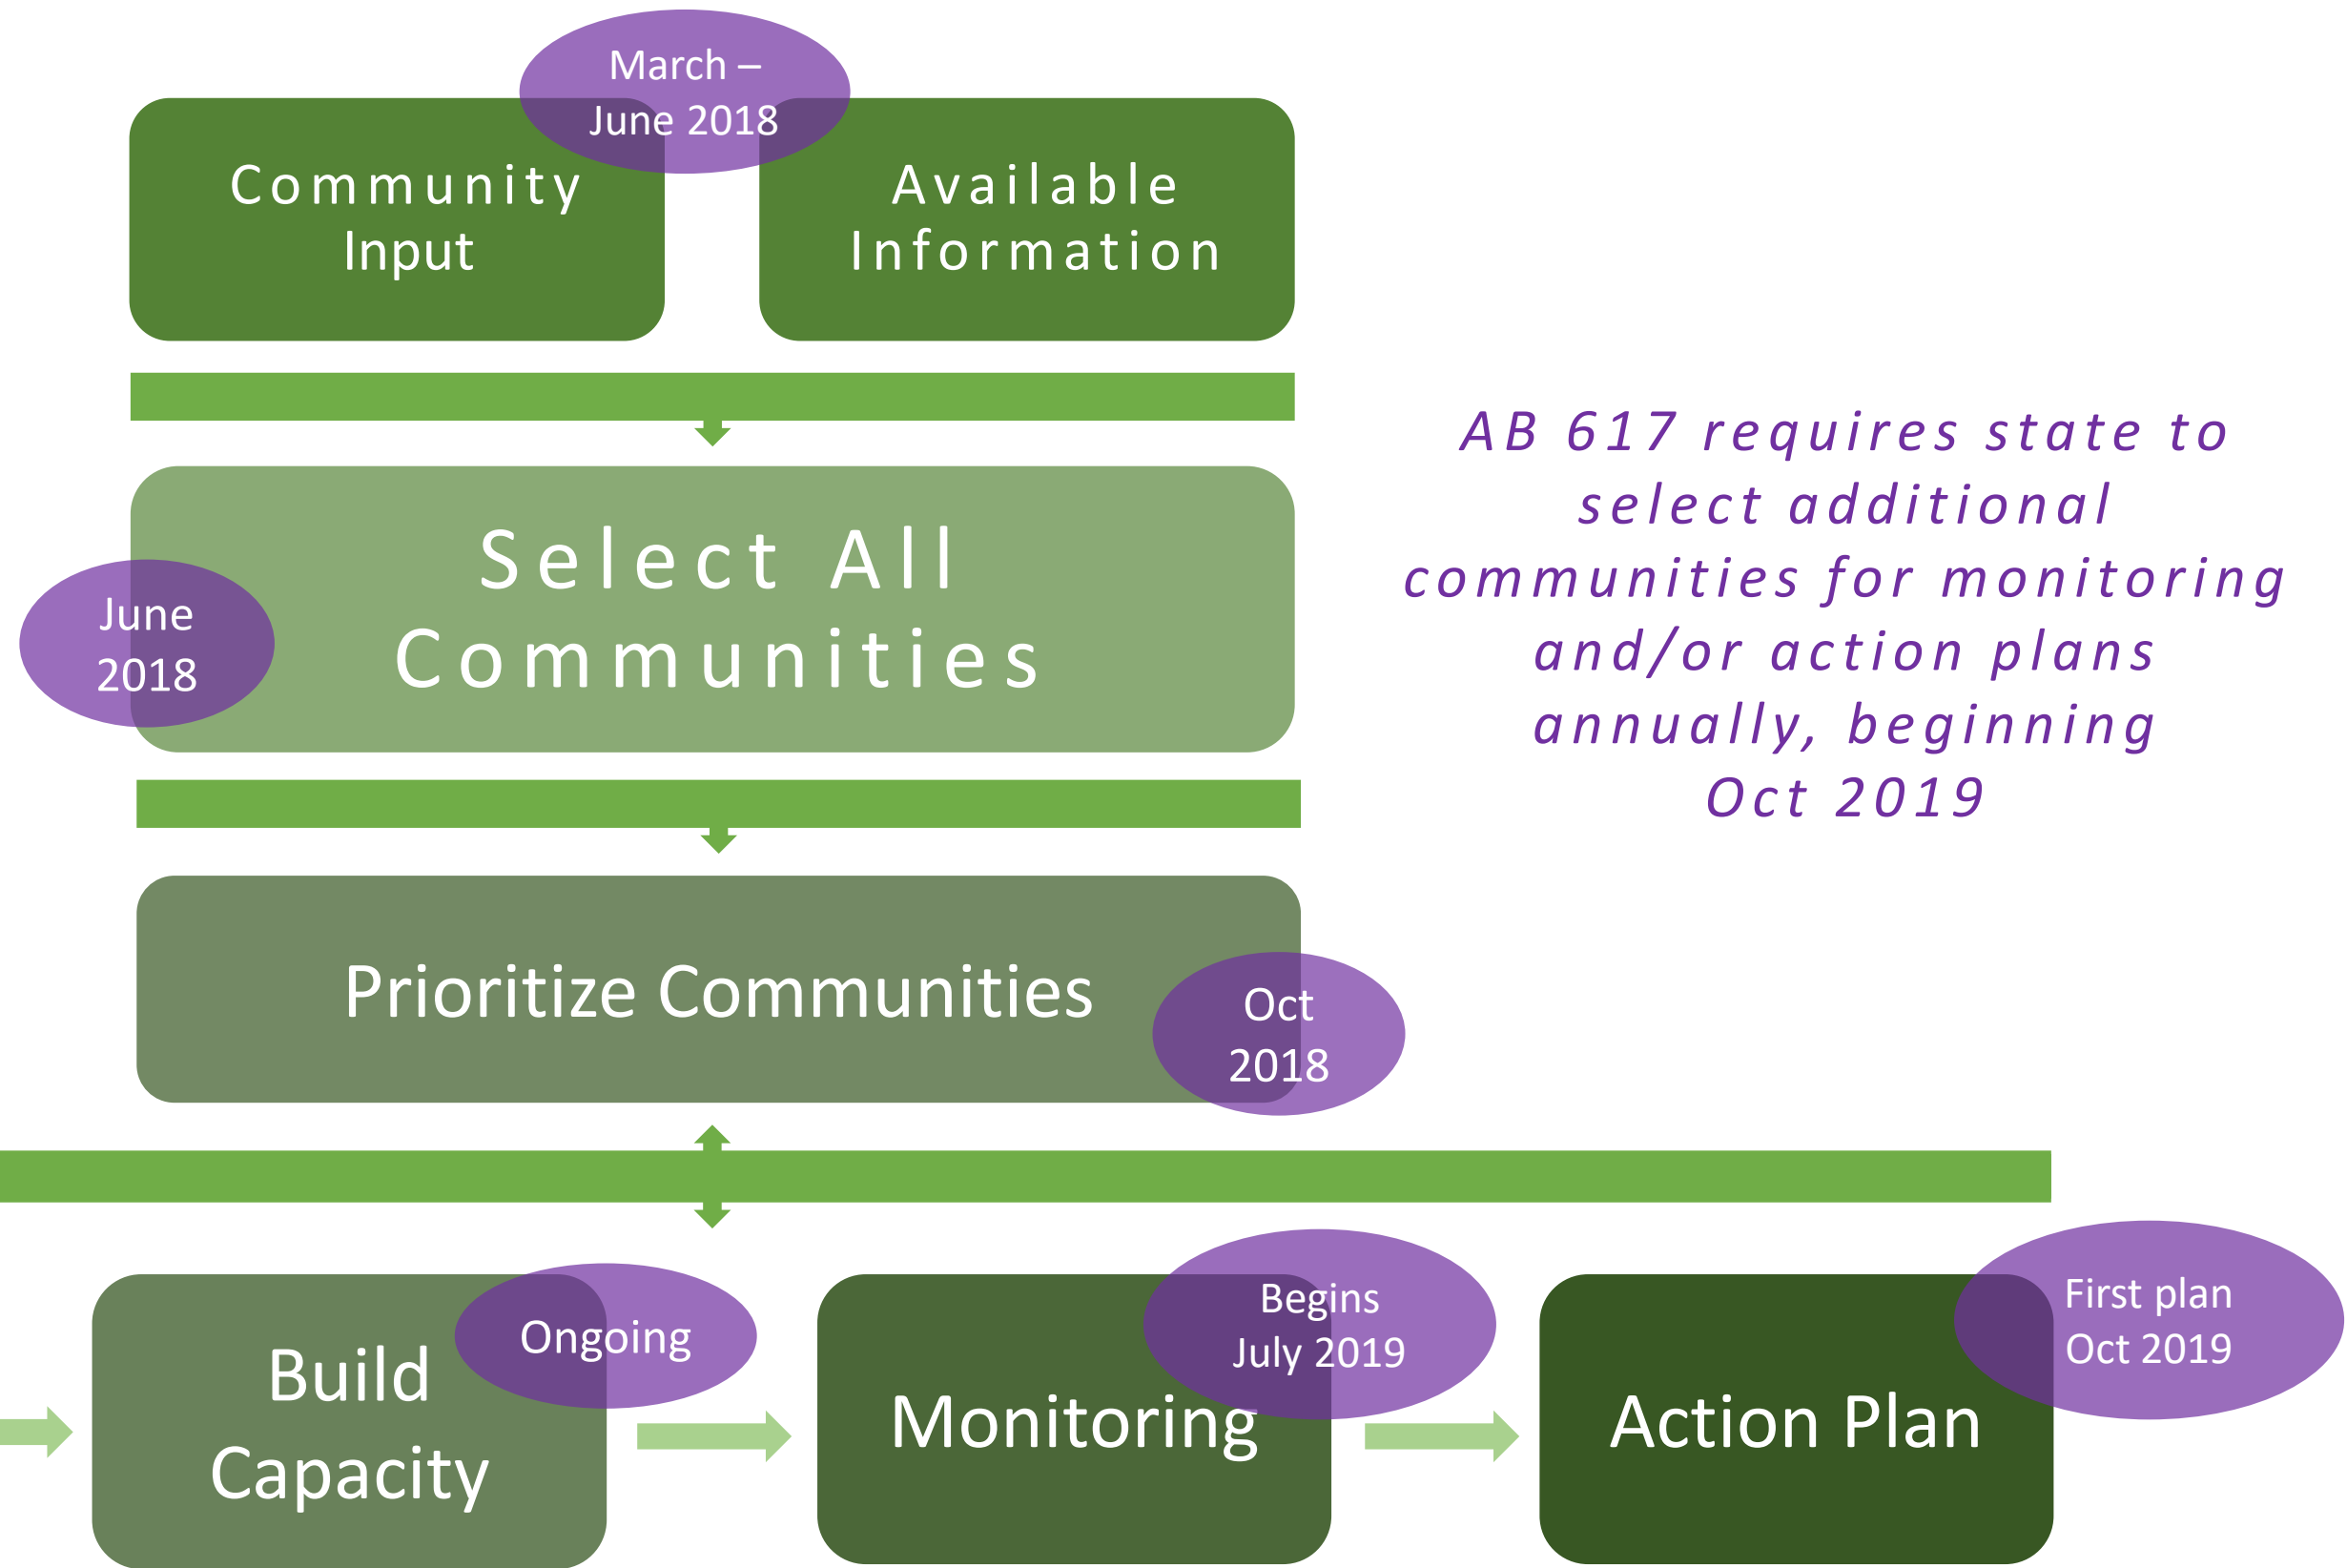 March –
June 2018
Community
Input
Available
Information
AB 617 requires state to
select additional
communities for monitoring
and/or action plans
annually, beginning
Oct 2019
Select All
Communities
June
2018
Prioritize Communities
Oct
2018
Build
Capacity
Ongoing
Monitoring
Begins
July 2019
Action Plan
First plan
Oct 2019